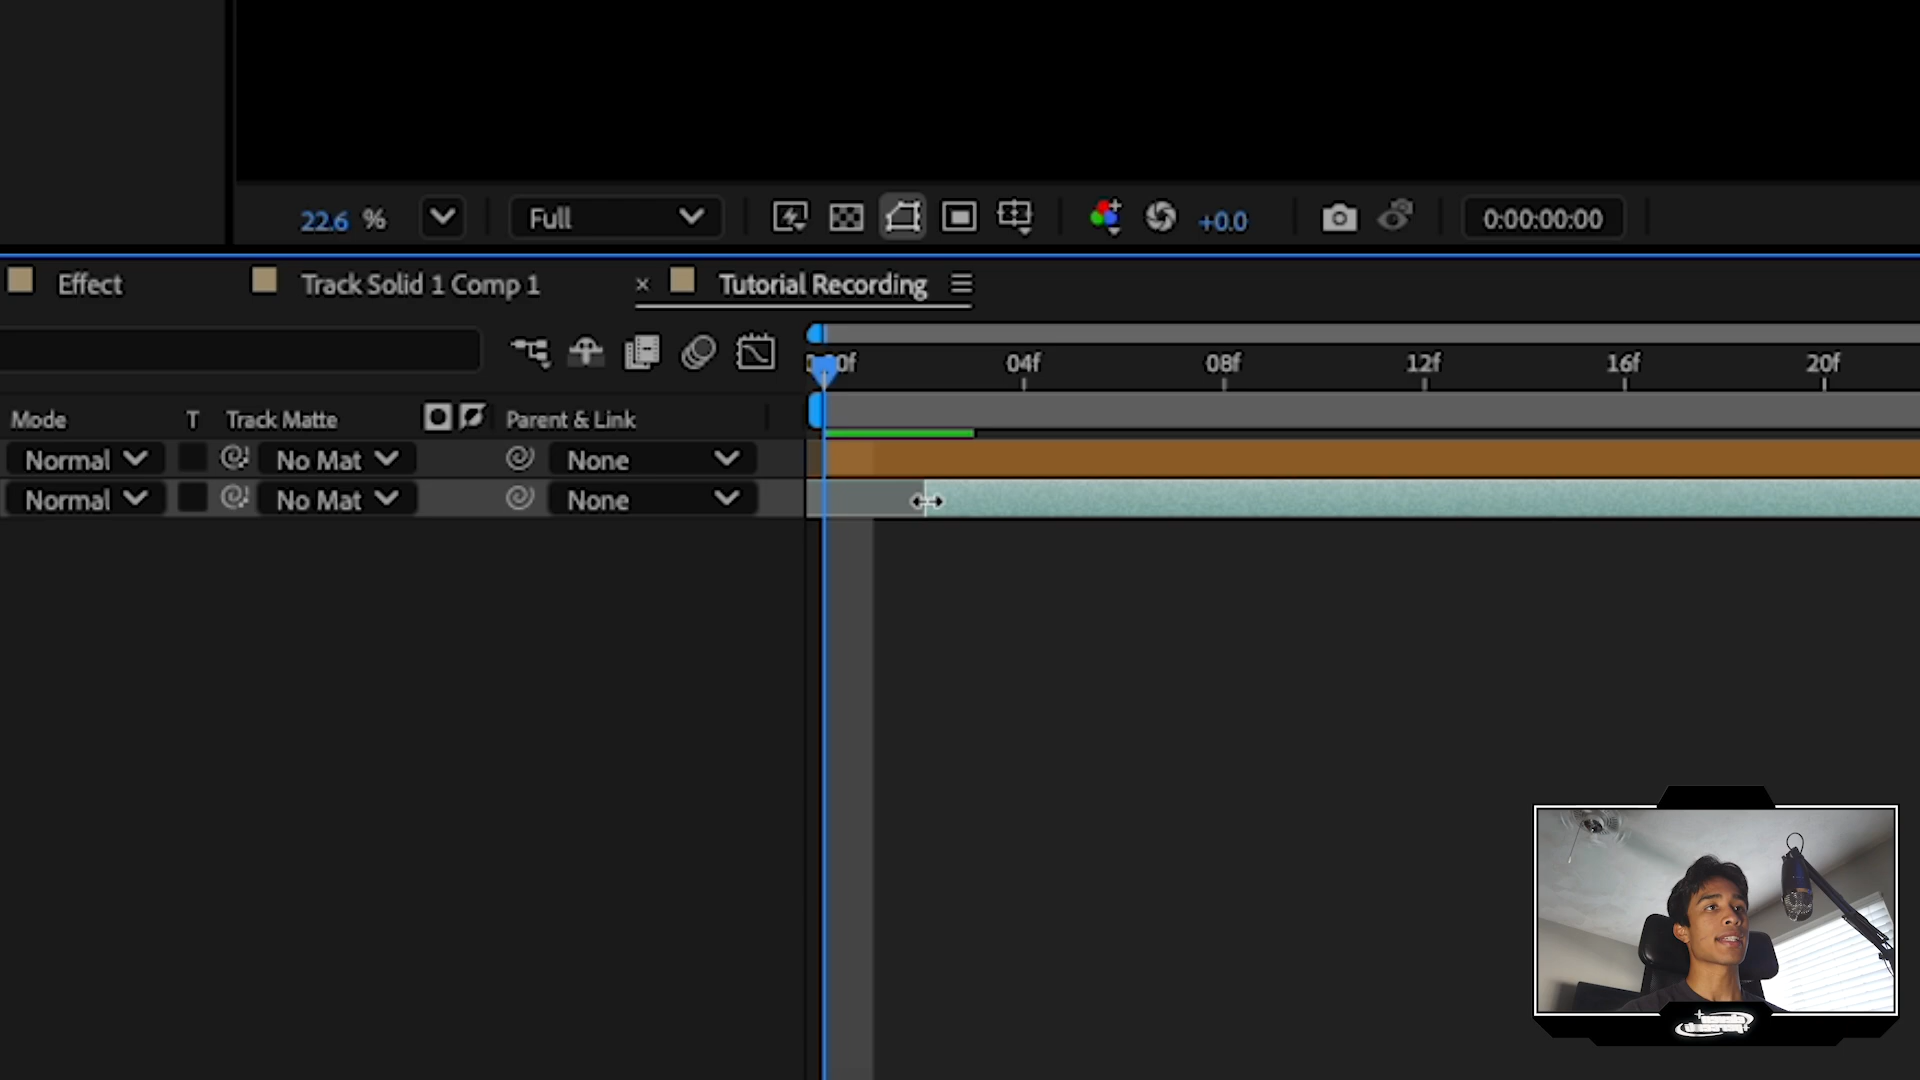 22.6 % Full +0.0 0:00:00:00
Effect Track Solid 1 Comp 1 × Tutorial Recording
04f 08f 12f 16f 20f
Mode T Track Matte Parent & Link
Normal No Mat None
Normal No Mat None